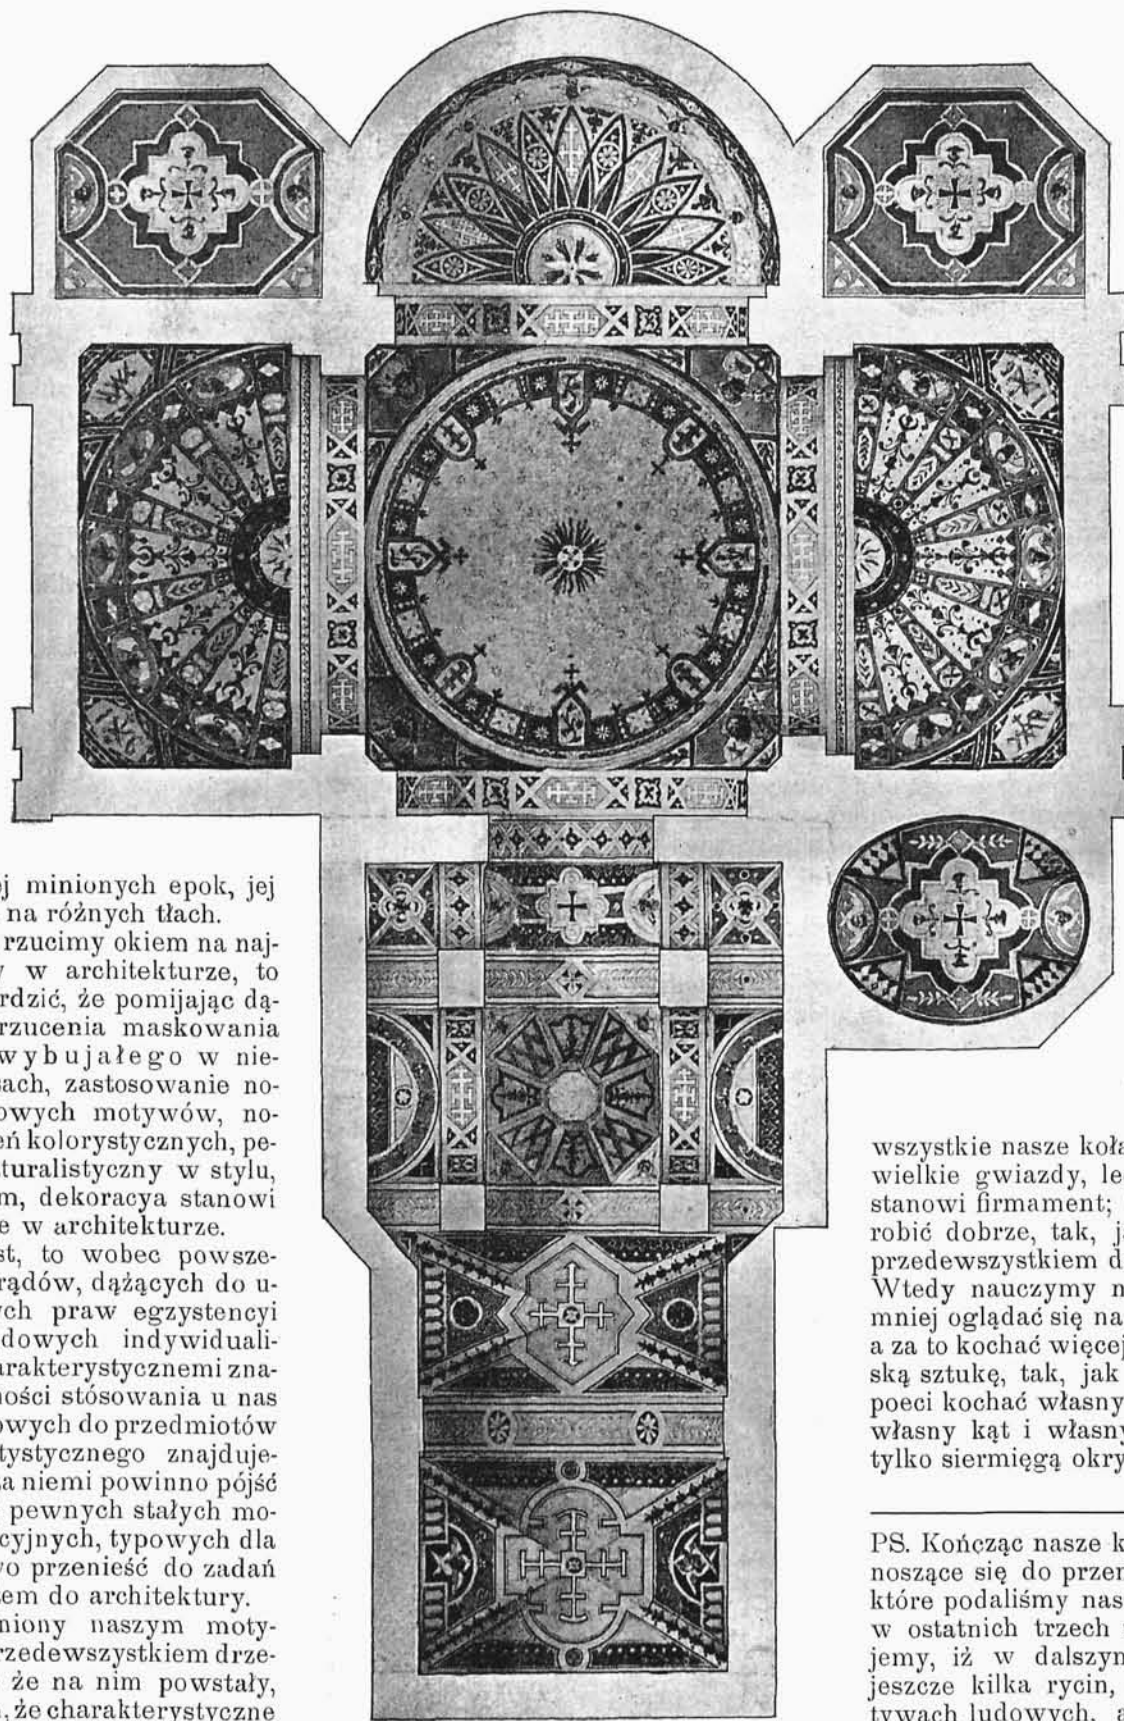 j minionych epok, jej
na różnych tłach.
rzucimy okiem na naj-
w architekturze, to
rdzić, że pomijając dą-
rzucenia maskowania
wybujałego w nie-
sach, zastosowanie no-
owych motywów, no-
eń kolorystycznych, pe-
turalistyczny w stylu,
m, dekoracya stanowi
e w architekturze.
st, to wobec powsze-
rądów, dążących do u-
ych praw egzystencyi
dowych indywiduali-
arakterystycznemi zna-
ności stósowania u nas
owych do przedmiotów
tystycznego znajduje-
za niemi powinno pójść
pewnych stałych mo-
cyjnych, typowych dla
wo przenieść do zadań
em do architektury.
niony naszym moty-
rzedewszystkiem drze-
że na nim powstały,
, że charakterystyczne
wszystkie nasze koła
wielkie gwiazdy, le
stanowi firmament;
robić dobrze, tak, ja
przedewszystkiem d
Wtedy nauczymy n
mniej oglądać się na
a za to kochać więcej
ską sztukę, tak, jak
poeci kochać własny
własny kąt i własny
tylko siermięgą okry
PS. Kończąc nasze k
noszące się do przem
które podaliśmy nas
w ostatnich trzech
jemy, iż w dalszym
jeszcze kilka rycin,
tywach ludowych, a